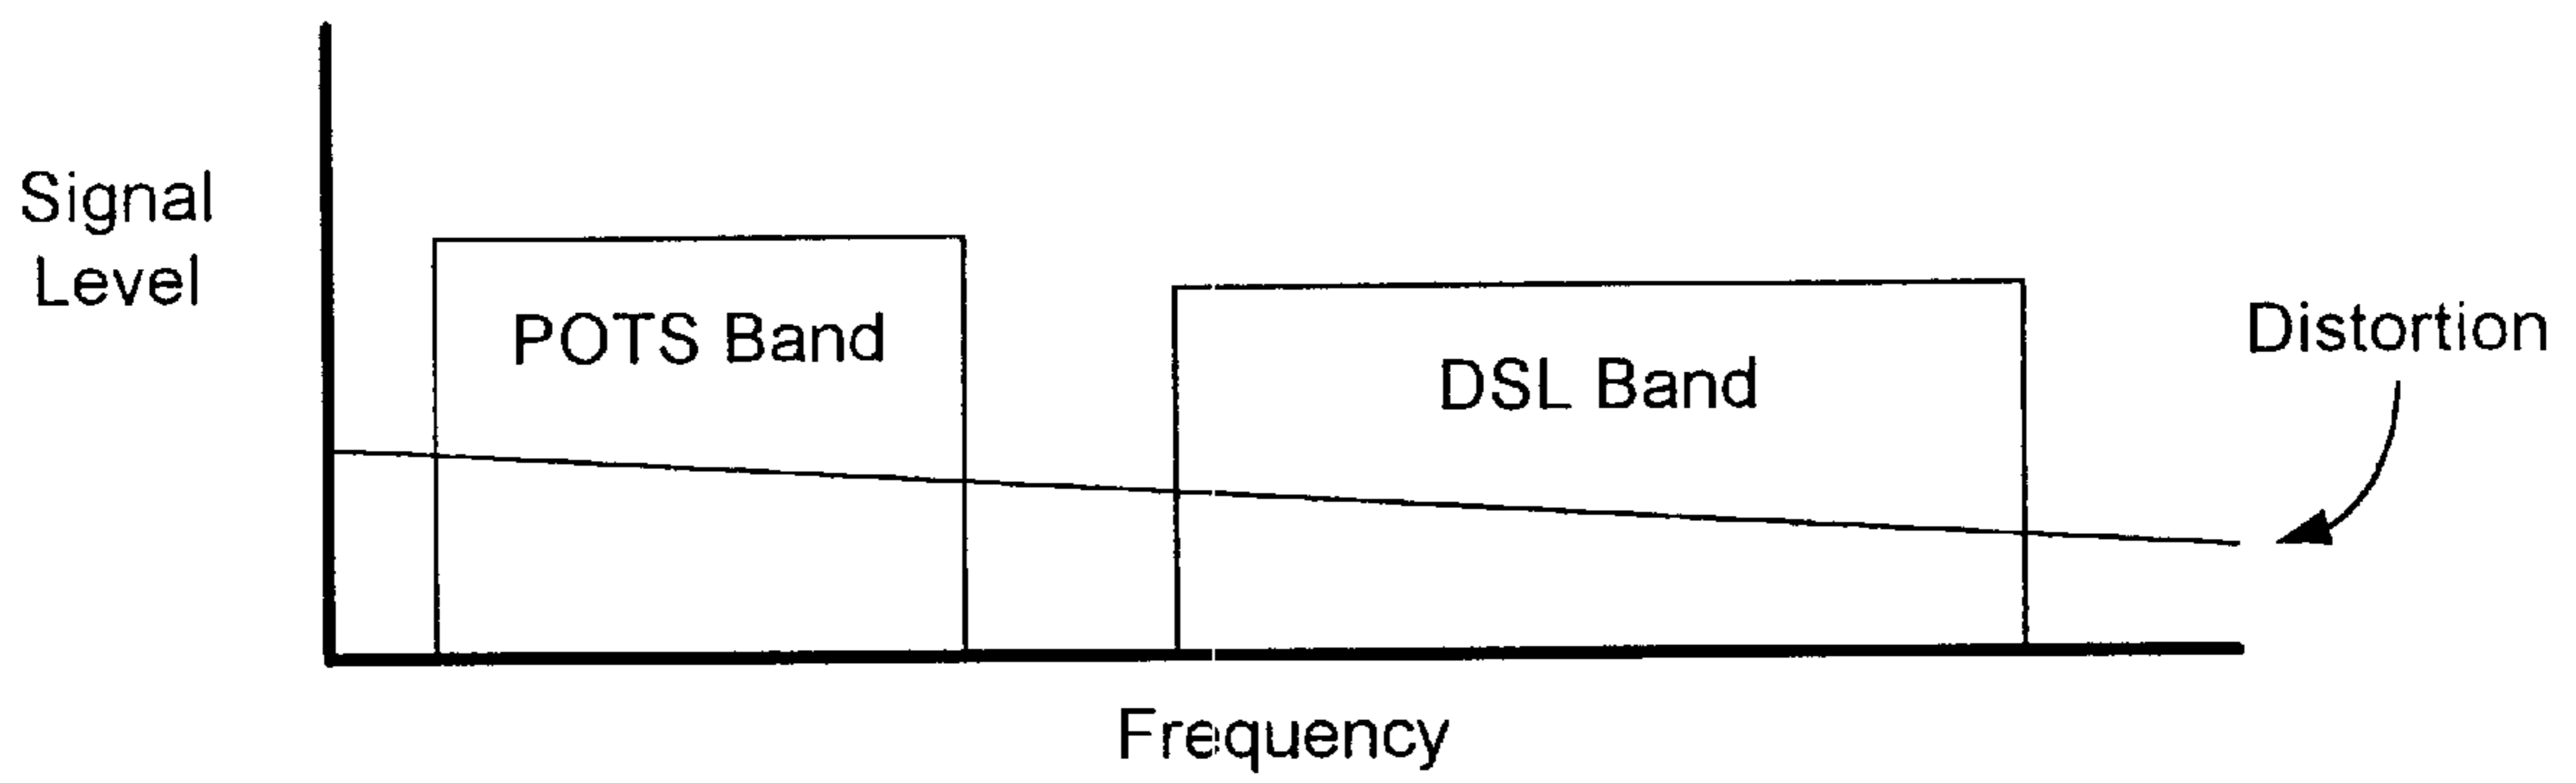 Signal
Level
POTS Band
DSL Band
Distortion
Frequency